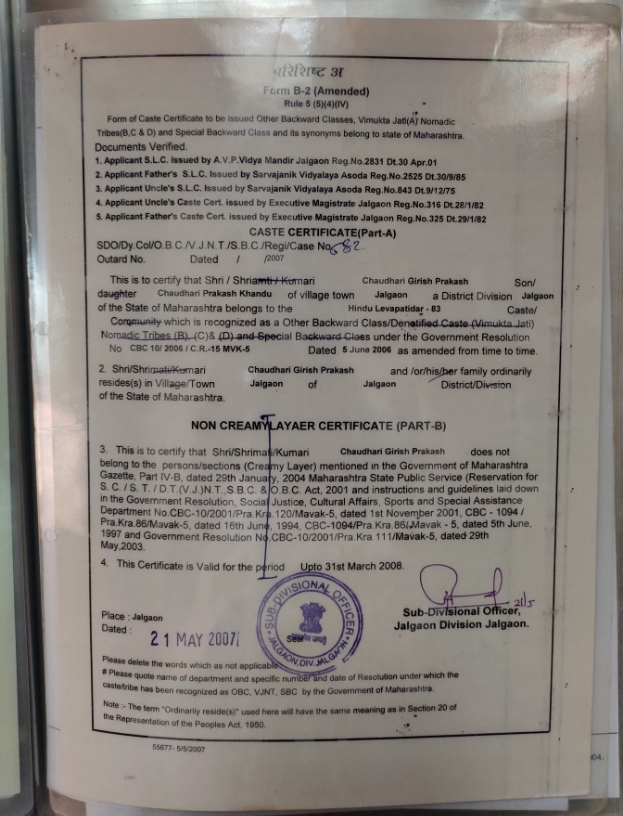 परिशिष्ट अ
Form B-2 (Amended)
Rule 5 (5)(4)(IV)
Form of Caste Certificate to be issued Other Backward Classes, Vimukta Jati(A) Nomadic
Tribes(B,C & D) and Special Backward Class and its synonyms belong to state of Maharashtra.
Documents Verified.
1. Applicant S.L.C. Issued by A.V.P.Vidya Mandir Jalgaon Reg.No.2831 Dt.30 Apr.01
2. Applicant Father's S.L.C. Issued by Sarvajanik Vidyalaya Asoda Reg.No.2525 Dt.30/9/85
3. Applicant Uncle's S.L.C. Issued by Sarvajanik Vidyalaya Asoda Reg.No.843 Dt.9/12/75
4. Applicant Uncle's Caste Cert. issued by Executive Magistrate Jalgaon Reg.No.316 Dt.28/1/82
5. Applicant Father's Caste Cert. issued by Executive Magistrate Jalgaon Reg.No.325 Dt.29/1/82
CASTE CERTIFICATE(Part-A)
SDO/Dy.Col/O.B.C./V.J.N.T./S.B.C./Regi/Case No 682
Outard No. Dated / /2007
This is to certify that Shri / Shriamti / Kumari Chaudhari Girish Prakash Son/
daughter Chaudhari Prakash Khandu of village town Jalgaon a District Division Jalgaon
of the State of Maharashtra belongs to the Hindu Levapatidar - 83 Caste/
Community which is recognized as a Other Backward Class/Denotified Caste (Vimukta Jati)
Nomadic Tribes (B), (C)& (D) and Special Backward Class under the Government Resolution
No CBC 10/ 2006 / C.R.-15 MVK-5 Dated 5 June 2006 as amended from time to time.
2. Shri/Shrimati/Kumari Chaudhari Girish Prakash and /or/his/her family ordinarily
resides(s) in Village/Town Jalgaon of Jalgaon District/Division
of the State of Maharashtra.
NON CREAMYLAYAER CERTIFICATE (PART-B)
3. This is to certify that Shri/Shrimati/Kumari Chaudhari Girish Prakash does not
belong to the persons/sections (Creamy Layer) mentioned in the Government of Maharashtra
Gazette, Part IV-B, dated 29th January, 2004 Maharashtra State Public Service (Reservation for
S. C. / S. T. / D.T.(V.J.)N.T.,S.B.C. & O.B.C. Act, 2001 and instructions and guidelines laid down
in the Government Resolution, Social Justice, Cultural Affairs, Sports and Special Assistance
Department No.CBC-10/2001/Pra.Kra.120/Mavak-5, dated 1st November 2001, CBC - 1094 /
Pra.Kra.86/Mavak-5, dated 16th June, 1994, CBC-1094/Pra.Kra.86/Mavak - 5, dated 5th June,
1997 and Government Resolution No.CBC-10/2001/Pra.Kra.111/Mavak-5, dated 29th
May,2003.
4. This Certificate is Valid for the period Upto 31st March 2008.
21/5
Sub-Divisional Officer,
Jalgaon Division Jalgaon.
Place : Jalgaon
Dated : 21 MAY 2007/
SUB-DIVISIONAL OFFICER
JALGAON.DIV.JALGAON
Seal
Please delete the words which as not applicable
# Please quote name of department and specific number and date of Resolution under which the
caste/tribe has been recognized as OBC, VJNT, SBC by the Government of Maharashtra.
Note :- The term "Ordinarily reside(s)" used here will have the same meaning as in Section 20 of
the Representation of the Peoples Act, 1950.
55677- 5/5/2007